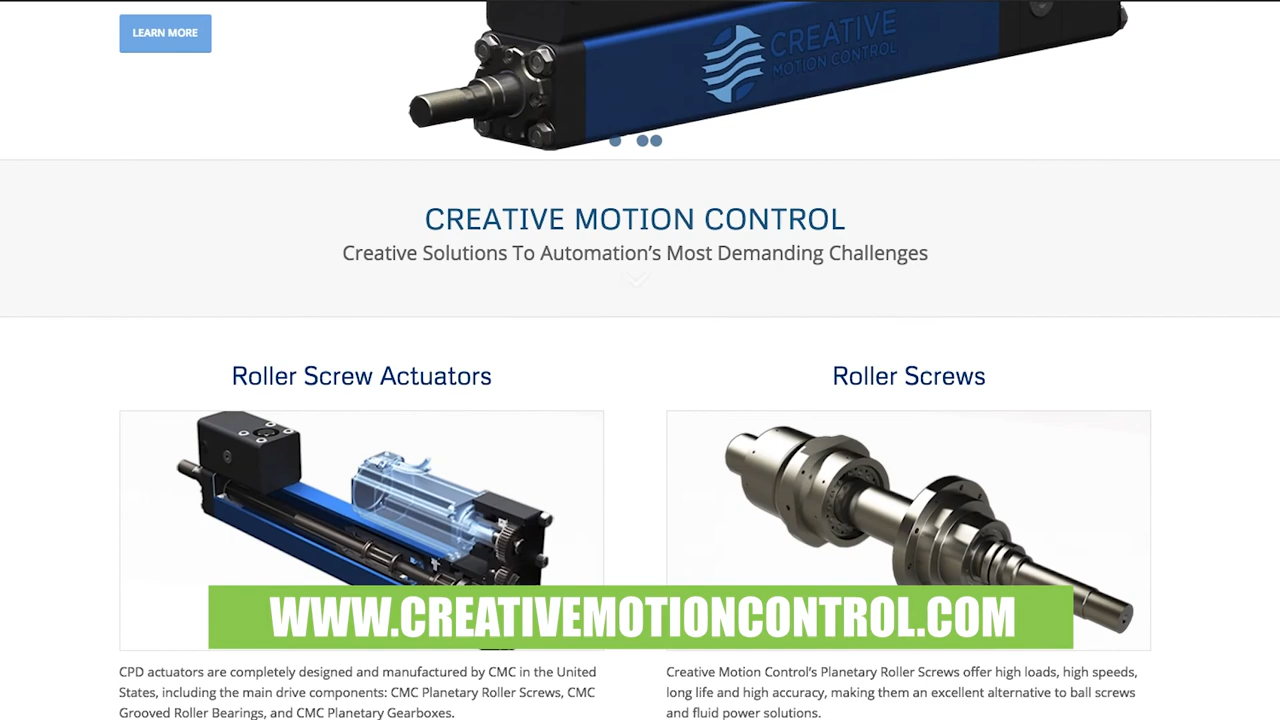 LEARN MORE
CREATIVE
MOTION CONTROL
CREATIVE MOTION CONTROL
Creative Solutions To Automation’s Most Demanding Challenges
Roller Screw Actuators
Roller Screws
WWW.CREATIVEMOTIONCONTROL.COM
CPD actuators are completely designed and manufactured by CMC in the United
States, including the main drive components: CMC Planetary Roller Screws, CMC
Grooved Roller Bearings, and CMC Planetary Gearboxes.
Creative Motion Control’s Planetary Roller Screws offer high loads, high speeds,
long life and high accuracy, making them an excellent alternative to ball screws
and fluid power solutions.